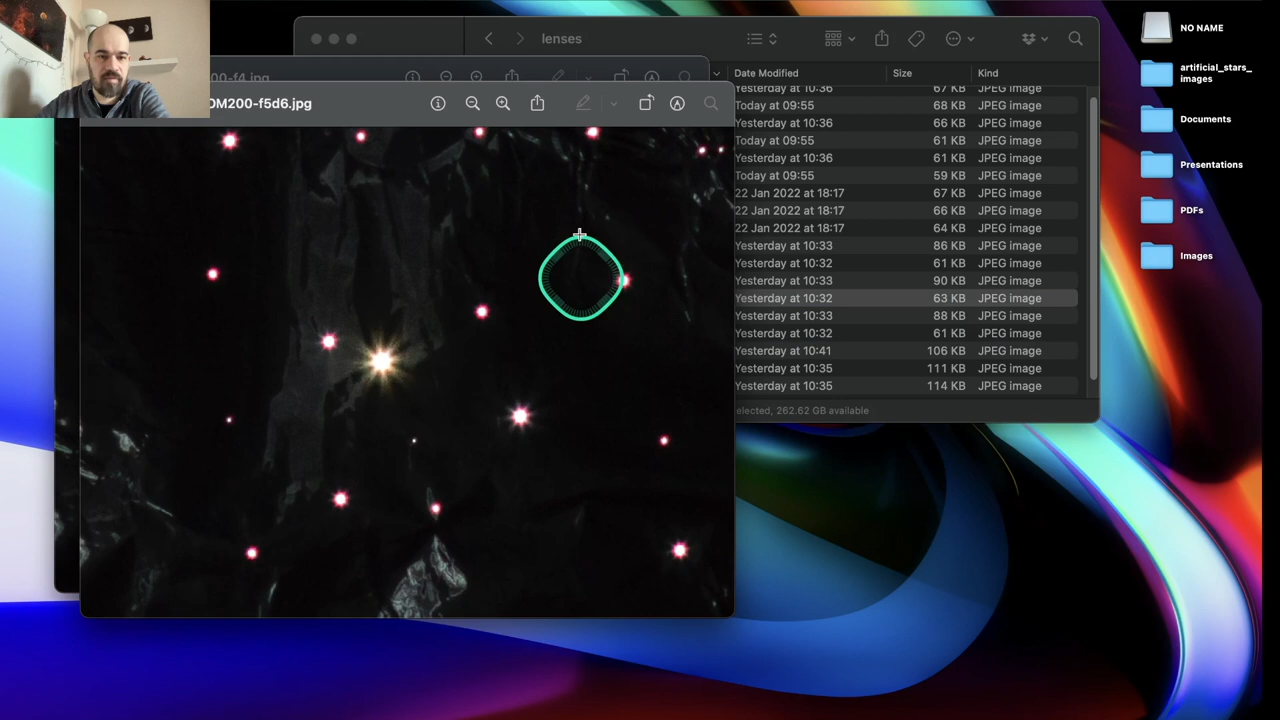 lenses
00-f4.jpg
OM200-f5d6.jpg
Date Modified Size Kind
Yesterday at 10:36 67 KB JPEG image
Today at 09:55 68 KB JPEG image
Yesterday at 10:36 66 KB JPEG image
Today at 09:55 61 KB JPEG image
Yesterday at 10:36 61 KB JPEG image
Today at 09:55 59 KB JPEG image
22 Jan 2022 at 18:17 67 KB JPEG image
22 Jan 2022 at 18:17 66 KB JPEG image
22 Jan 2022 at 18:17 64 KB JPEG image
Yesterday at 10:33 86 KB JPEG image
Yesterday at 10:32 61 KB JPEG image
Yesterday at 10:33 90 KB JPEG image
Yesterday at 10:32 63 KB JPEG image
Yesterday at 10:33 88 KB JPEG image
Yesterday at 10:32 61 KB JPEG image
Yesterday at 10:41 106 KB JPEG image
Yesterday at 10:35 111 KB JPEG image
Yesterday at 10:35 114 KB JPEG image
elected, 262.62 GB available
NO NAME
artificial_stars_
images
Documents
Presentations
PDFs
Images